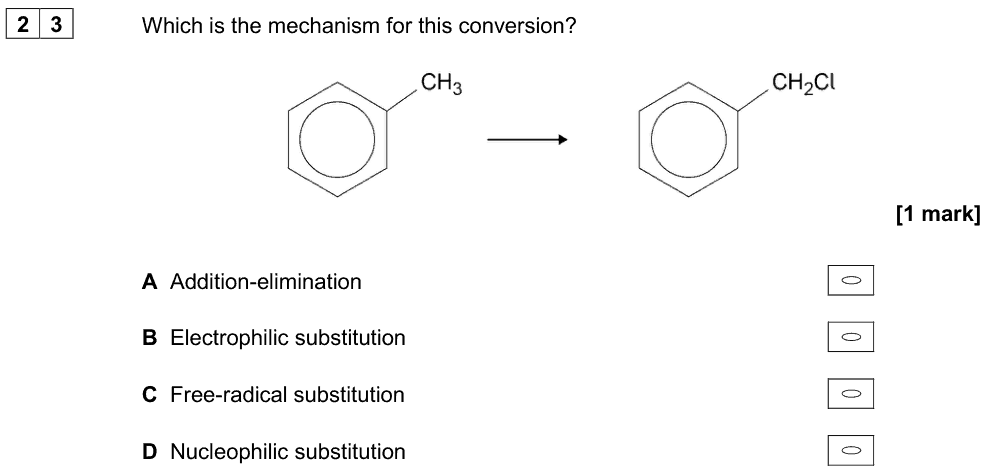 2 3 Which is the mechanism for this conversion?
CH₃ CH₂Cl
[1 mark]
A Addition-elimination
B Electrophilic substitution
C Free-radical substitution
D Nucleophilic substitution